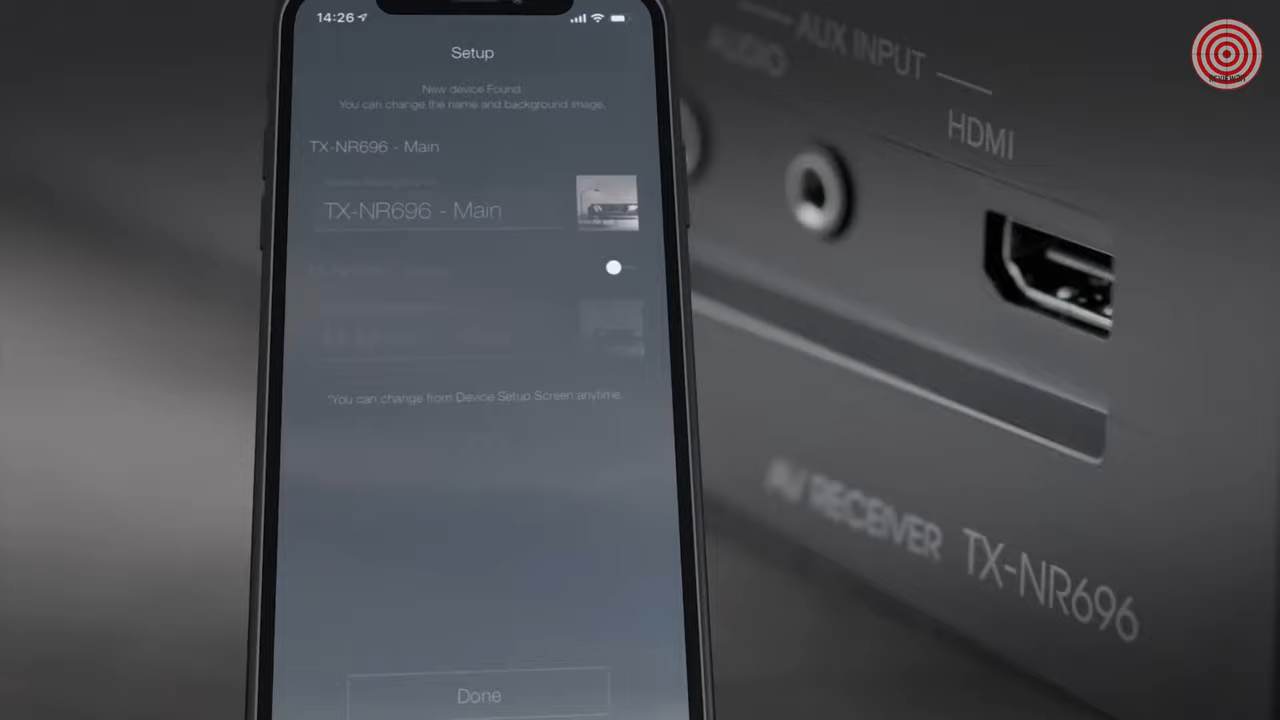 14:26
Setup
New device Found.
You can change the name and background image.
TX-NR696 - Main
TX-NR696 - Main
*You can change from Device Setup Screen anytime.
Done
AUDIO
AUX INPUT
HDMI
AV RECEIVER TX-NR696